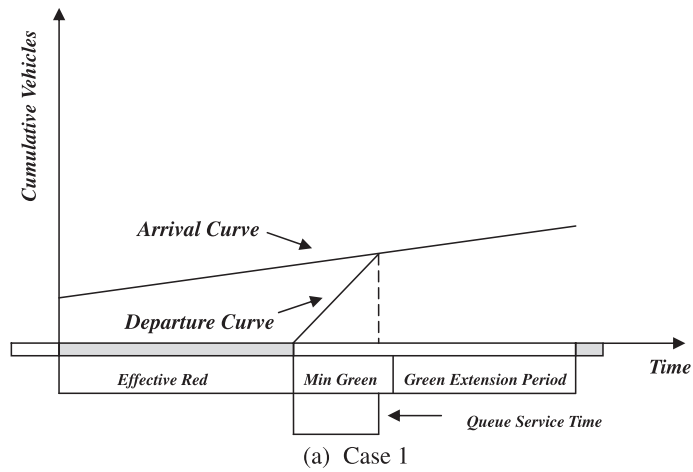 Cumulative Vehicles
Arrival Curve
Departure Curve
Time
Effective Red
Min Green
Green Extension Period
Queue Service Time
(a) Case 1